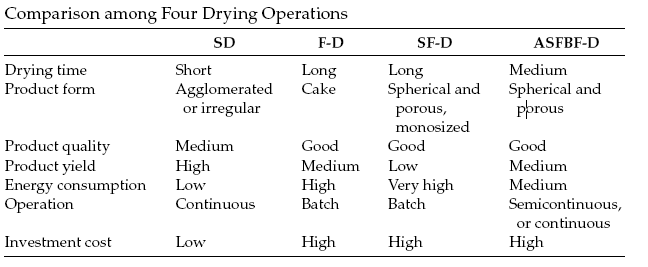 Comparison among Four Drying Operations
SD F-D SF-D ASFBF-D
Drying time Short Long Long Medium
Product form Agglomerated Cake Spherical and Spherical and
or irregular porous, porous
monosized
Product quality Medium Good Good Good
Product yield High Medium Low Medium
Energy consumption Low High Very high Medium
Operation Continuous Batch Batch Semicontinuous,
or continuous
Investment cost Low High High High